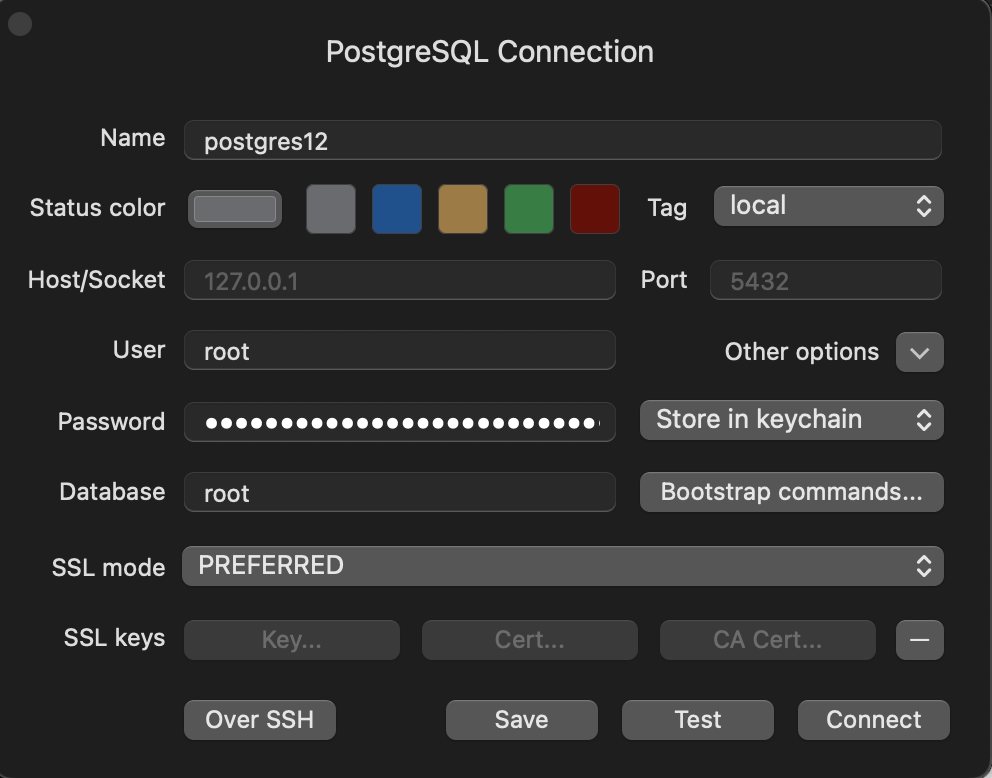 PostgreSQL Connection
Name postgres12
Status color Tag local
Host/Socket 127.0.0.1 Port 5432
User root Other options
Password ●●●●●●●●●●●●●●●●●●●●●●●●●● Store in keychain
Database root Bootstrap commands...
SSL mode PREFERRED
SSL keys Key... Cert... CA Cert...
Over SSH Save Test Connect